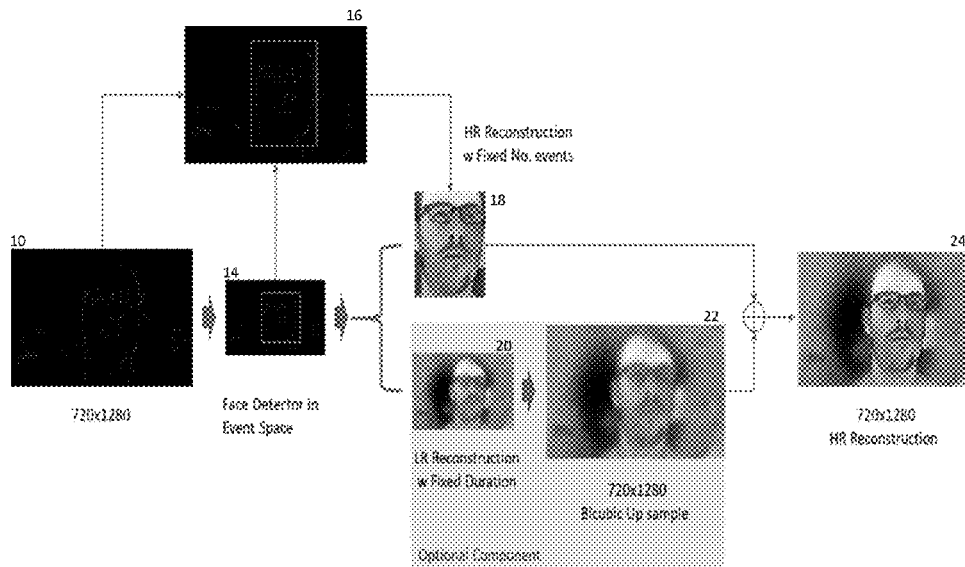 16
HR Reconstruction
w Fixed No. events
10
18
24
14
22
20
720x1280
Face Detector in
Event Space
LR Reconstruction
w Fixed Duration
720x1280
Bicubic Up sample
720x1280
HR Reconstruction
Optional Component